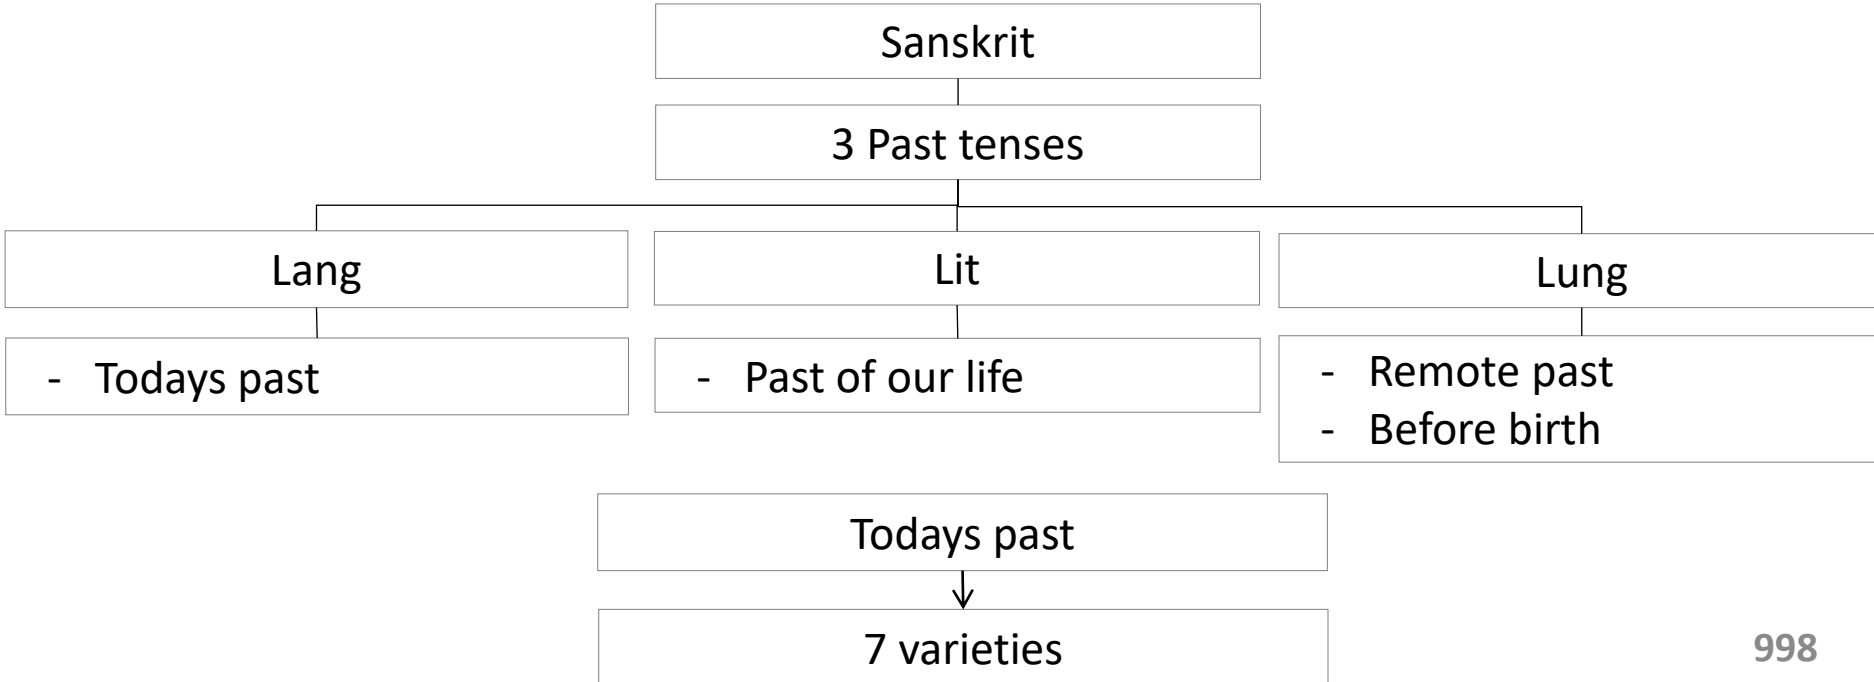 Sanskrit
3 Past tenses
Lang
Lit
Lung
- Todays past
- Past of our life
- Remote past
- Before birth
Todays past
7 varieties
998